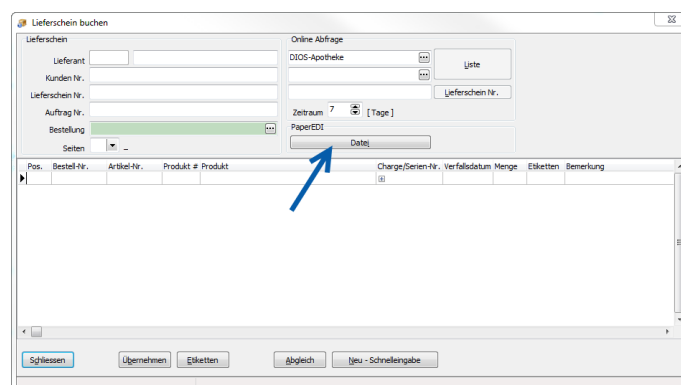 Lieferschein buchen
Lieferschein
Lieferant
Kunden Nr.
Lieferschein Nr.
Auftrag Nr.
Bestellung
Seiten
Online Abfrage
DIOS-Apotheke
Liste
Lieferschein Nr.
Zeitraum 7 [Tage]
PaperEDI
Datei
Pos. Bestell-Nr. Artikel-Nr. Produkt # Produkt Charge/Serien-Nr. Verfallsdatum Menge Etiketten Bemerkung
Schliessen Übernehmen Etiketten Abgleich Neu - Schnelleingabe